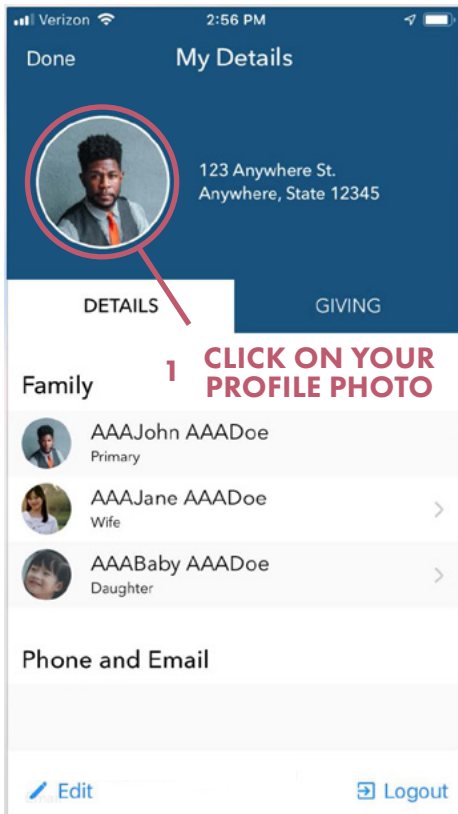 Verizon 2:56 PM
Done My Details
123 Anywhere St.
Anywhere, State 12345
DETAILS GIVING
1 CLICK ON YOUR
PROFILE PHOTO
Family
AAAJohn AAADoe
Primary
AAAJane AAADoe
Wife
AAABaby AAADoe
Daughter
Phone and Email
Edit Logout